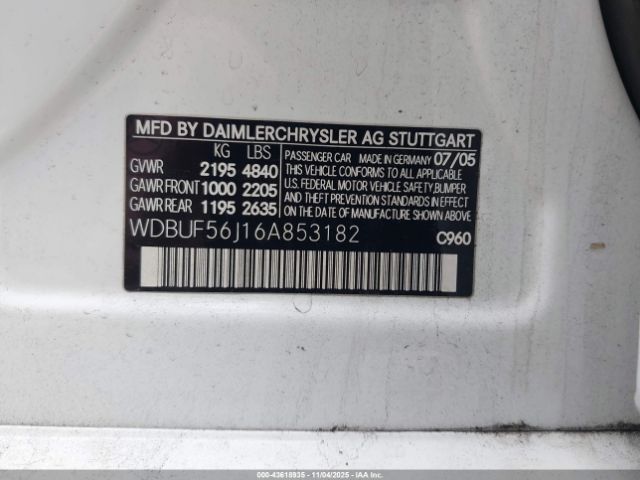 MFD BY DAIMLERCHRYSLER AG STUTTGART
KG LBS
GVWR 2195 4840
GAWR FRONT 1000 2205
GAWR REAR 1195 2635
PASSENGER CAR MADE IN GERMANY 07/05
THIS VEHICLE CONFORMS TO ALL APPLICABLE
U.S. FEDERAL MOTOR VEHICLE SAFETY, BUMPER
AND THEFT PREVENTION STANDARDS IN EFFECT
ON THE DATE OF MANUFACTURE SHOWN ABOVE.
WDBUF56J16A853182 C960
000-43618935 - 11/04/2025 - IAAI.COM